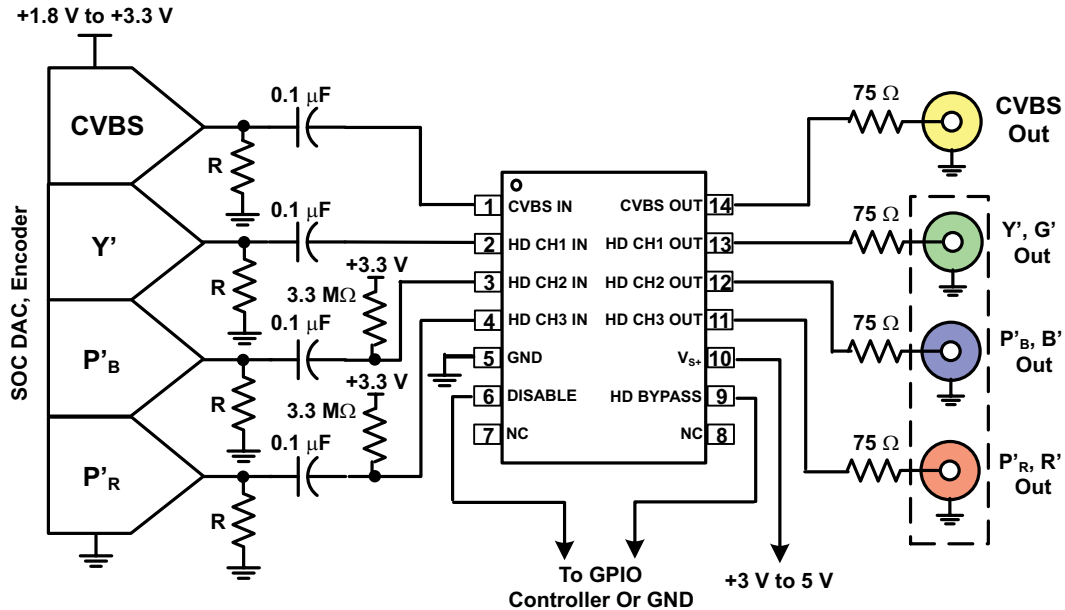 +1.8 V to +3.3 V
SOC DAC, Encoder
CVBS
Y'
P'B
P'R
R
R
R
R
0.1 μF
0.1 μF
0.1 μF
0.1 μF
+3.3 V
3.3 MΩ
+3.3 V
3.3 MΩ
1 CVBS IN
2 HD CH1 IN
3 HD CH2 IN
4 HD CH3 IN
5 GND
6 DISABLE
7 NC
CVBS OUT 14
HD CH1 OUT 13
HD CH2 OUT 12
HD CH3 OUT 11
VS+ 10
HD BYPASS 9
NC 8
To GPIO
Controller Or GND
+3 V to 5 V
75 Ω
CVBS
Out
75 Ω
Y', G'
Out
75 Ω
P'B, B'
Out
75 Ω
P'R, R'
Out